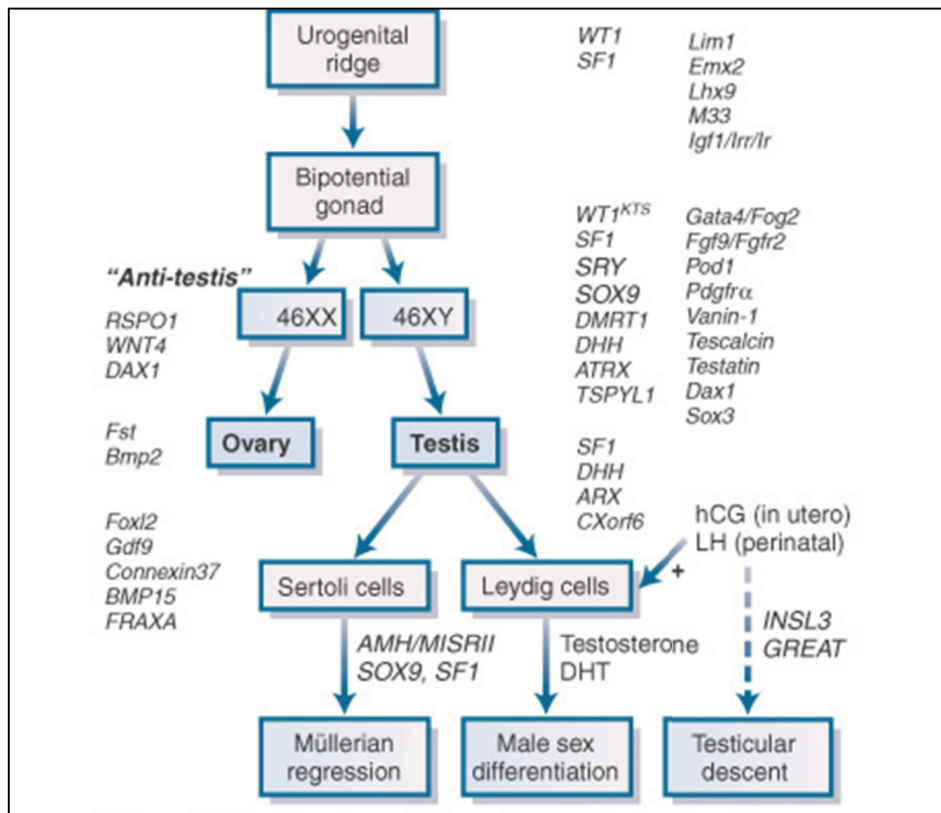 Urogenital
ridge
WT1
SF1
Lim1
Emx2
Lhx9
M33
Igf1/Irr/Ir
Bipotential
gonad
WT1KTS
SF1
SRY
SOX9
DMRT1
DHH
ATRX
TSPYL1
Gata4/Fog2
Fgf9/Fgfr2
Pod1
Pdgfrα
Vanin-1
Tescalcin
Testatin
Dax1
Sox3
"Anti-testis"
46XX
46XY
RSPO1
WNT4
DAX1
Fst
Bmp2
Ovary
Testis
SF1
DHH
ARX
CXorf6
hCG (in utero)
LH (perinatal)
+
Foxl2
Gdf9
Connexin37
BMP15
FRAXA
Sertoli cells
Leydig cells
AMH/MISRII
SOX9, SF1
Testosterone
DHT
INSL3
GREAT
Müllerian
regression
Male sex
differentiation
Testicular
descent